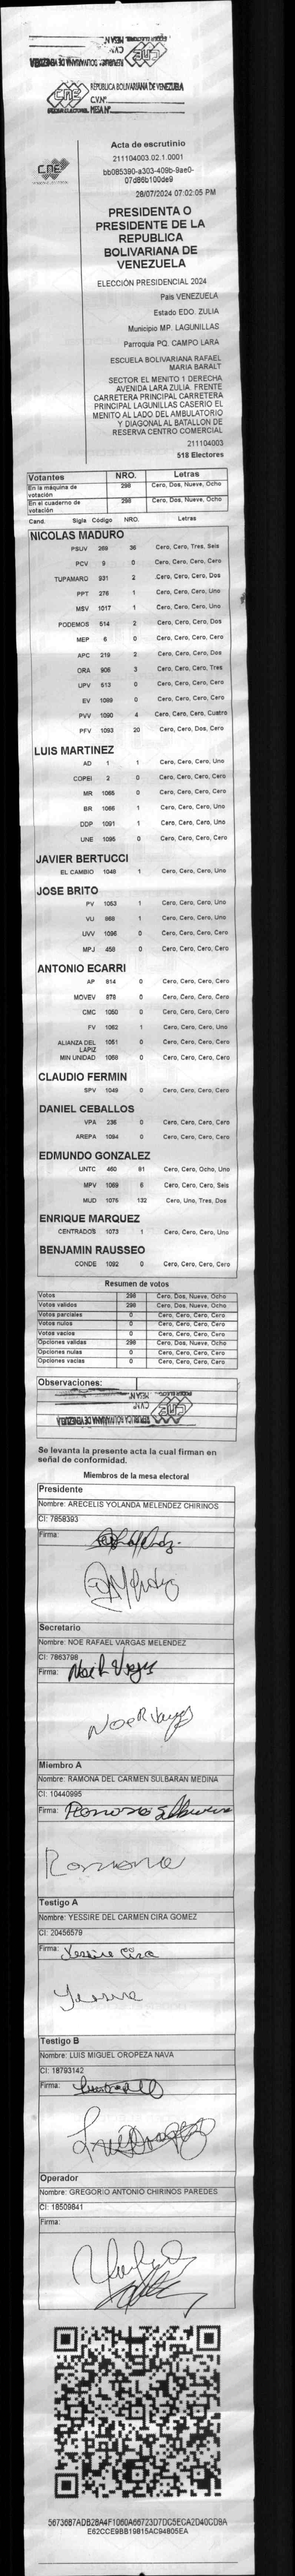 CNE
REPUBLICA BOLIVARIANA DE VENEZUELA
C.V.N°
MESA N°
CNE
Acta de escrutinio
211104003.02.1.0001
bb085390-a303-409b-9ae0-
07d66b100de9
28/07/2024 07:02:05 PM
PRESIDENTA O
PRESIDENTE DE LA
REPUBLICA
BOLIVARIANA DE
VENEZUELA
ELECCIÓN PRESIDENCIAL 2024
País VENEZUELA
Estado EDO. ZULIA
Municipio MP. LAGUNILLAS
Parroquia PQ. CAMPO LARA
ESCUELA BOLIVARIANA RAFAEL
MARIA BARALT
SECTOR EL MENITO 1 DERECHA
AVENIDA LARA ZULIA. FRENTE
CARRETERA PRINCIPAL CARRETERA
PRINCIPAL LAGUNILLAS CASERIO EL
MENITO AL LADO DEL AMBULATORIO
Y DIAGONAL AL BATALLON DE
RESERVA CENTRO COMERCIAL
211104003
518 Electores
Votantes NRO. Letras
En la máquina de votación 298 Cero, Dos, Nueve, Ocho
En el cuaderno de votación 298 Cero, Dos, Nueve, Ocho
Cand. Sigla Código NRO. Letras
NICOLAS MADURO
PSUV 269 36 Cero, Cero, Tres, Seis
PCV 9 0 Cero, Cero, Cero, Cero
TUPAMARO 931 2 Cero, Cero, Cero, Dos
PPT 276 1 Cero, Cero, Cero, Uno
MSV 1017 1 Cero, Cero, Cero, Uno
PODEMOS 514 2 Cero, Cero, Cero, Dos
MEP 6 0 Cero, Cero, Cero, Cero
APC 219 2 Cero, Cero, Cero, Dos
ORA 906 3 Cero, Cero, Cero, Tres
UPV 613 0 Cero, Cero, Cero, Cero
EV 1089 0 Cero, Cero, Cero, Cero
PVV 1090 4 Cero, Cero, Cero, Cuatro
PFV 1093 20 Cero, Cero, Dos, Cero
LUIS MARTINEZ
AD 1 1 Cero, Cero, Cero, Uno
COPEI 2 0 Cero, Cero, Cero, Cero
MR 1065 0 Cero, Cero, Cero, Cero
BR 1066 1 Cero, Cero, Cero, Uno
DDP 1091 1 Cero, Cero, Cero, Uno
UNE 1095 0 Cero, Cero, Cero, Cero
JAVIER BERTUCCI
EL CAMBIO 1048 1 Cero, Cero, Cero, Uno
JOSE BRITO
PV 1053 1 Cero, Cero, Cero, Uno
VU 868 1 Cero, Cero, Cero, Uno
UVV 1096 0 Cero, Cero, Cero, Cero
MPJ 458 0 Cero, Cero, Cero, Cero
ANTONIO ECARRI
AP 814 0 Cero, Cero, Cero, Cero
MOVEV 878 0 Cero, Cero, Cero, Cero
CMC 1050 0 Cero, Cero, Cero, Cero
FV 1062 1 Cero, Cero, Cero, Uno
ALIANZA DEL LAPIZ 1051 0 Cero, Cero, Cero, Cero
MIN UNIDAD 1068 0 Cero, Cero, Cero, Cero
CLAUDIO FERMIN
SPV 1049 0 Cero, Cero, Cero, Cero
DANIEL CEBALLOS
VPA 236 0 Cero, Cero, Cero, Cero
AREPA 1084 0 Cero, Cero, Cero, Cero
EDMUNDO GONZALEZ
UNTC 460 81 Cero, Cero, Ocho, Uno
MPV 1069 6 Cero, Cero, Cero, Seis
MUD 1075 132 Cero, Uno, Tres, Dos
ENRIQUE MARQUEZ
CENTRADOS 1073 1 Cero, Cero, Cero, Uno
BENJAMIN RAUSSEO
CONDE 1092 0 Cero, Cero, Cero, Cero
Resumen de votos
Votos 298 Cero, Dos, Nueve, Ocho
Votos validos 298 Cero, Dos, Nueve, Ocho
Votos parciales 0 Cero, Cero, Cero, Cero
Votos nulos 0 Cero, Cero, Cero, Cero
Votos vacios 0 Cero, Cero, Cero, Cero
Opciones validas 298 Cero, Dos, Nueve, Ocho
Opciones nulas 0 Cero, Cero, Cero, Cero
Opciones vacias 0 Cero, Cero, Cero, Cero
Observaciones:
Se levanta la presente acta la cual firman en
señal de conformidad.
Miembros de la mesa electoral
Presidente
Nombre: ARECELIS YOLANDA MELENDEZ CHIRINOS
CI: 7858393
Firma:
Secretario
Nombre: NOE RAFAEL VARGAS MELENDEZ
CI: 7863798
Firma: Noe R Vargas
Noe R Vargas
Miembro A
Nombre: RAMONA DEL CARMEN SULBARAN MEDINA
CI: 10440995
Firma: Ramona Sulbaran
Ramona
Testigo A
Nombre: YESSIRE DEL CARMEN CIRA GOMEZ
CI: 20456579
Firma: Yessire Cira
Yessire
Testigo B
Nombre: LUIS MIGUEL OROPEZA NAVA
CI: 18793142
Firma:
Operador
Nombre: GREGORIO ANTONIO CHIRINOS PAREDES
CI: 18509841
Firma:
5673687ADB28A4F1060A66723D7DC5ECA2D40CD8A
E62CCE9BB19815AC94805EA